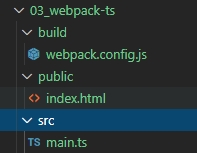 03_webpack-ts
build
webpack.config.js
public
index.html
src
TS main.ts